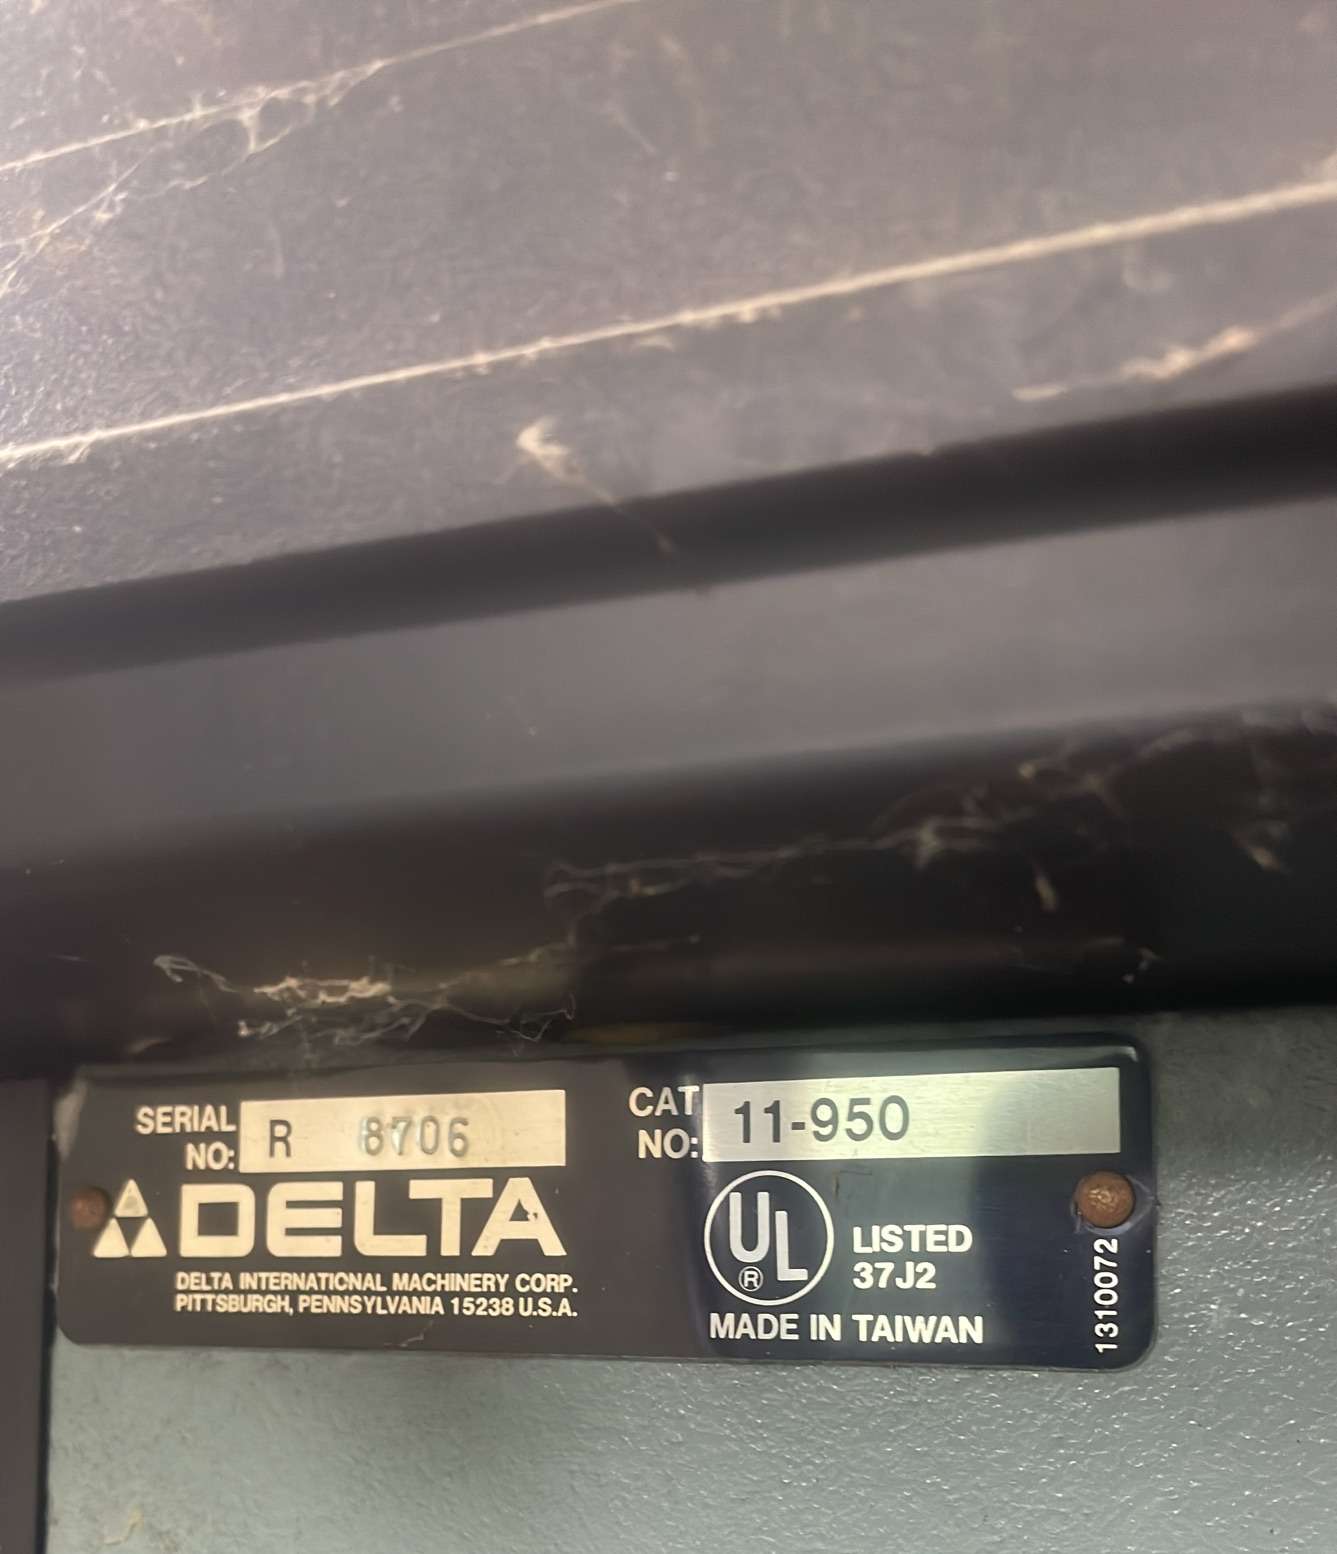 SERIAL NO: R 8706
CAT NO: 11-950
DELTA
DELTA INTERNATIONAL MACHINERY CORP.
PITTSBURGH, PENNSYLVANIA 15238 U.S.A.
UL ®
LISTED
37J2
MADE IN TAIWAN
1310072